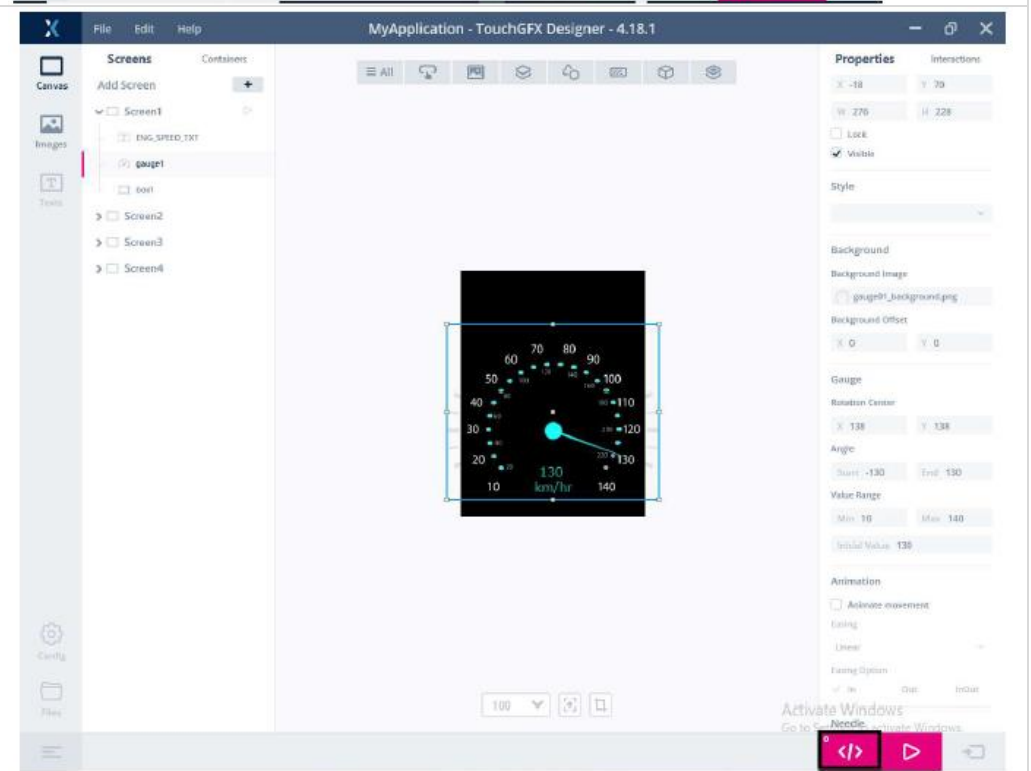 File Edit Help
MyApplication - TouchGFX Designer - 4.18.1
Canvas
Images
Texts
Config
Files
Screens Containers
Add Screen +
Screen1
ENG_SPEED_TXT
gauge1
box1
Screen2
Screen3
Screen4
All
70 80
60 90
50 100
40 110
30 120
20 130
130
10 km/hr 140
100
Properties Interactions
X -18 Y 70
W 276 H 228
Lock
Visible
Style
Background
Background Image
gauge01_background.png
Background Offset
X 0 Y 0
Gauge
Rotation Center
X 138 Y 138
Angle
Start -130 End 130
Value Range
Min 10 Max 140
Initial Value 130
Animation
Animate movement
Easing
Linear
Easing Option
In Out InOut
Activate Windows
Needle
</>